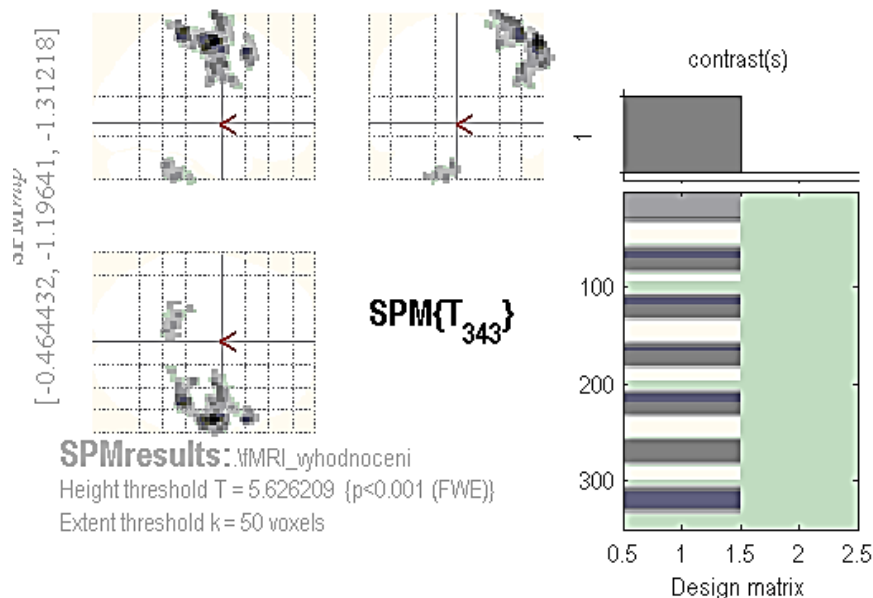 contrast(s)
1
[-0.464432, -1.19641, -1.31218]
SPM{T343}
100
200
300
0.5 1 1.5 2 2.5
Design matrix
SPMresults: .\fMRI_vyhodnoceni
Height threshold T = 5.626209 {p<0.001 (FWE)}
Extent threshold k = 50 voxels